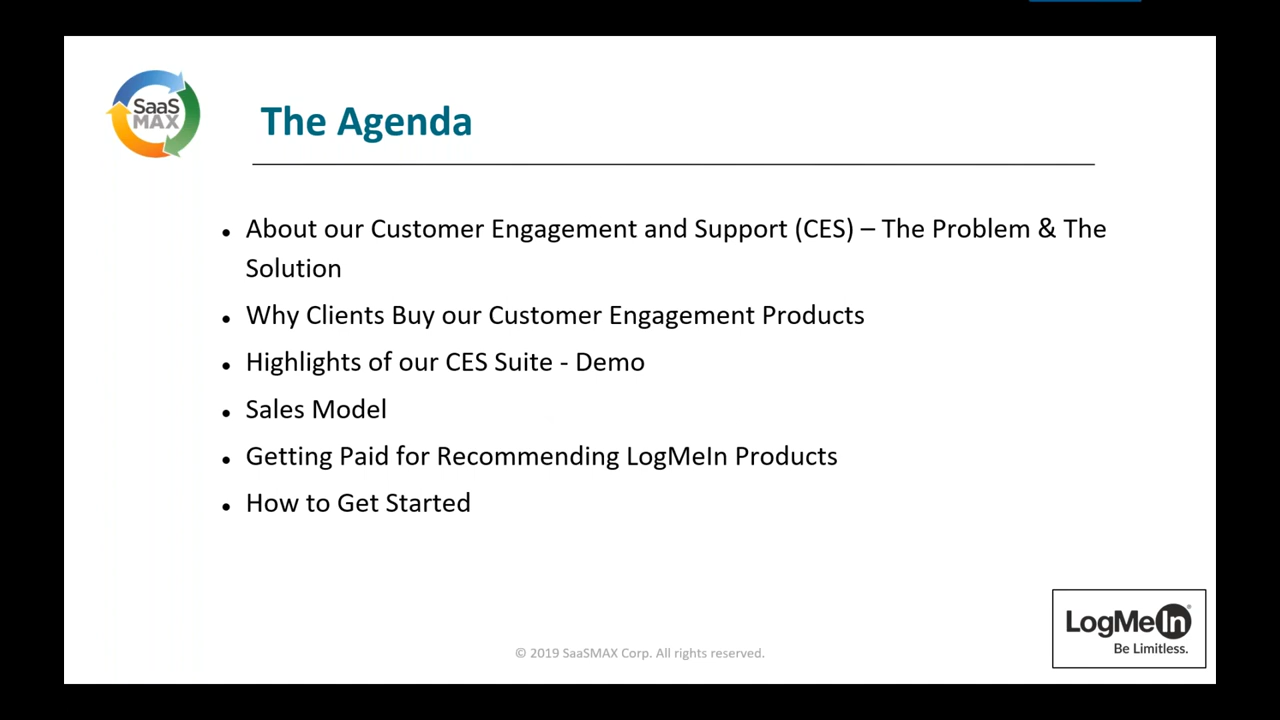 SaaS
MAX
The Agenda
• About our Customer Engagement and Support (CES) – The Problem & The
Solution
• Why Clients Buy our Customer Engagement Products
• Highlights of our CES Suite - Demo
• Sales Model
• Getting Paid for Recommending LogMeIn Products
• How to Get Started
LogMeIn®
Be Limitless.
© 2019 SaaSMAX Corp. All rights reserved.